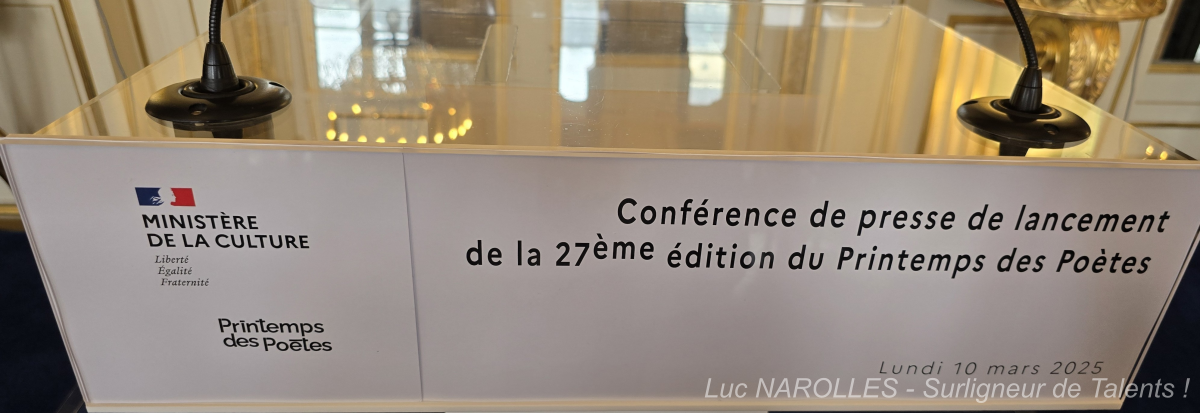 MINISTÈRE
DE LA CULTURE
Liberté
Égalité
Fraternité
Printemps
des Poètes
Conférence de presse de lancement
de la 27ème édition du Printemps des Poètes
Lundi 10 mars 2025
Luc NAROLLES - Surligneur de Talents !